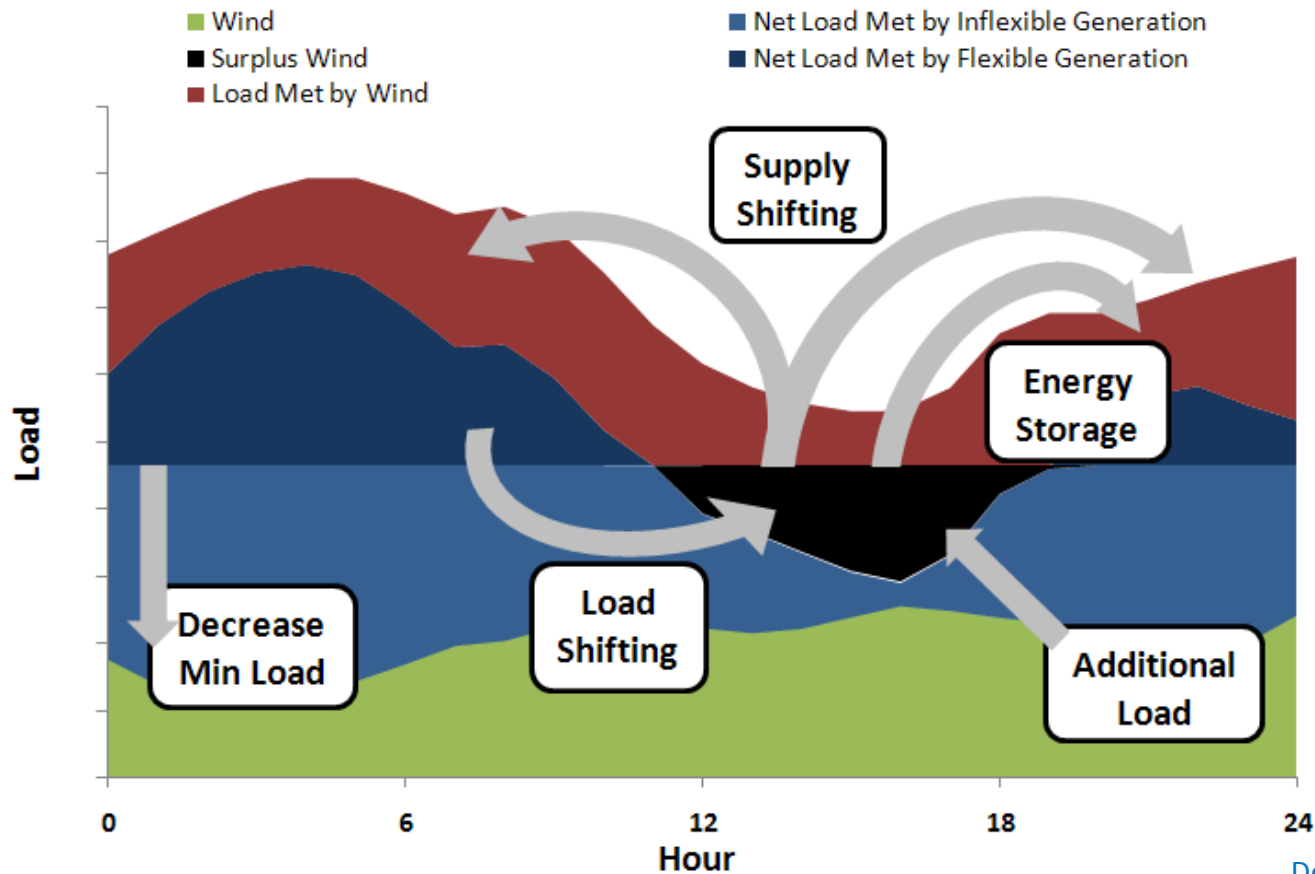 Wind
Surplus Wind
Load Met by Wind
Net Load Met by Inflexible Generation
Net Load Met by Flexible Generation
Supply
Shifting
Energy
Storage
Load
Decrease
Min Load
Load
Shifting
Additional
Load
0 6 12 18 24
Hour